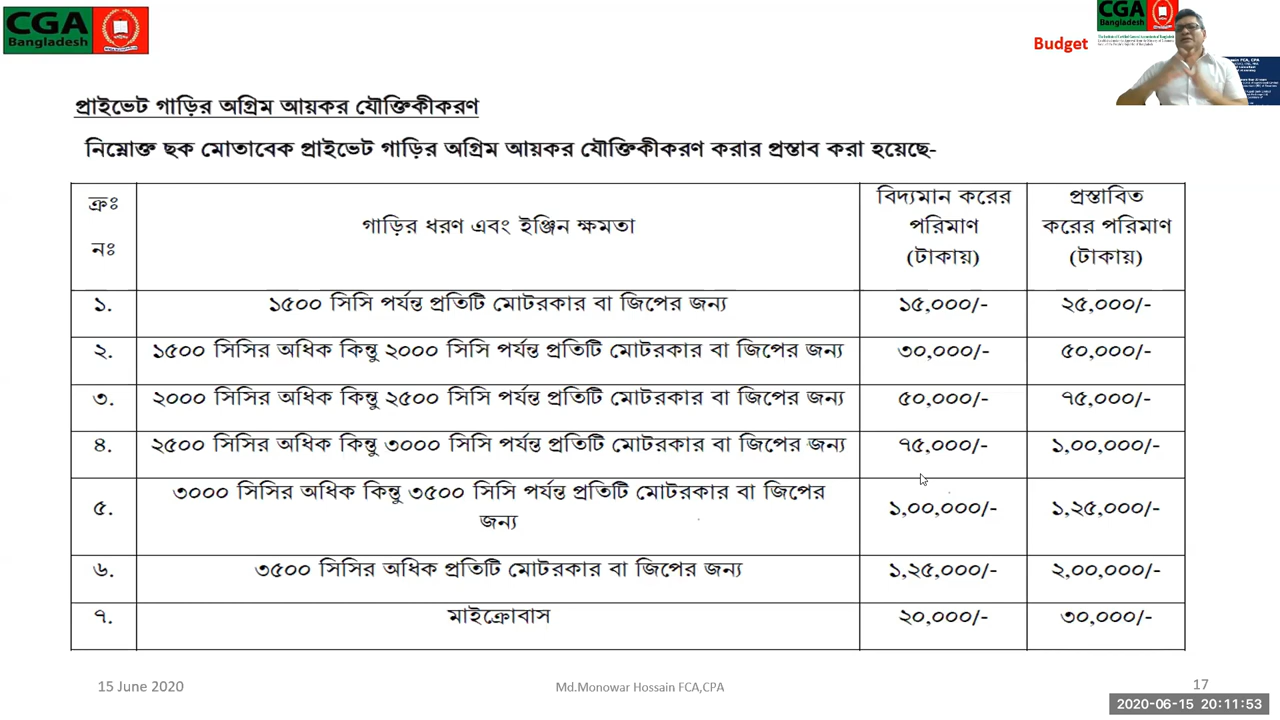 CGA
Bangladesh
CGA
Bangladesh
Budget
প্রাইভেট গাড়ির অগ্রিম আয়কর যৌক্তিকীকরণ
নিম্নোক্ত ছক মোতাবেক প্রাইভেট গাড়ির অগ্রিম আয়কর যৌক্তিকীকরণ করার প্রস্তাব করা হয়েছে-
ক্রঃ নঃ
গাড়ির ধরণ এবং ইঞ্জিন ক্ষমতা
বিদ্যমান করের
পরিমাণ
(টাকায়)
প্রস্তাবিত
করের পরিমাণ
(টাকায়)
১. ১৫০০ সিসি পর্যন্ত প্রতিটি মোটরকার বা জিপের জন্য ১৫,০০০/- ২৫,০০০/-
২. ১৫০০ সিসির অধিক কিন্তু ২০০০ সিসি পর্যন্ত প্রতিটি মোটরকার বা জিপের জন্য ৩০,০০০/- ৫০,০০০/-
৩. ২০০০ সিসির অধিক কিন্তু ২৫০০ সিসি পর্যন্ত প্রতিটি মোটরকার বা জিপের জন্য ৫০,০০০/- ৭৫,০০০/-
৪. ২৫০০ সিসির অধিক কিন্তু ৩০০০ সিসি পর্যন্ত প্রতিটি মোটরকার বা জিপের জন্য ৭৫,০০০/- ১,০০,০০০/-
৫. ৩০০০ সিসির অধিক কিন্তু ৩৫০০ সিসি পর্যন্ত প্রতিটি মোটরকার বা জিপের
জন্য ১,০০,০০০/- ১,২৫,০০০/-
৬. ৩৫০০ সিসির অধিক প্রতিটি মোটরকার বা জিপের জন্য ১,২৫,০০০/- ২,০০,০০০/-
৭. মাইক্রোবাস ২০,০০০/- ৩০,০০০/-
15 June 2020 Md.Monowar Hossain FCA,CPA 17
2020-06-15 20:11:53